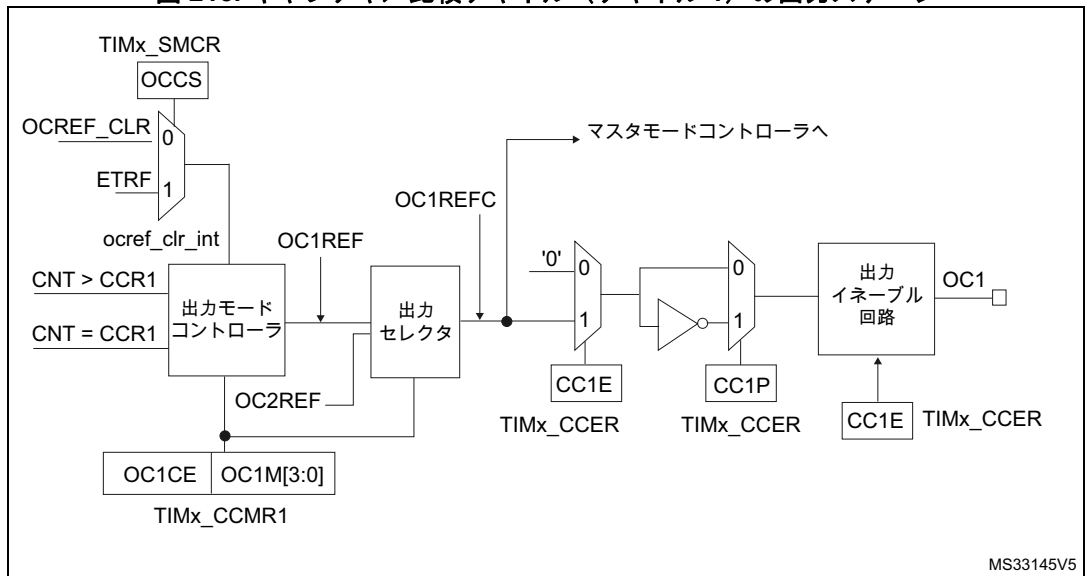 TIMx_SMCR
OCCS
OCREF_CLR
0
ETRF
1
ocref_clr_int
マスタモードコントローラへ
OC1REFC
OC1REF
CNT > CCR1
CNT = CCR1
出力モード
コントローラ
出力
セレクタ
OC2REF
'0'
0
1
0
1
出力
イネーブル
回路
OC1
CC1E
TIMx_CCER
CC1P
TIMx_CCER
CC1E
TIMx_CCER
OC1CE
OC1M[3:0]
TIMx_CCMR1
MS33145V5